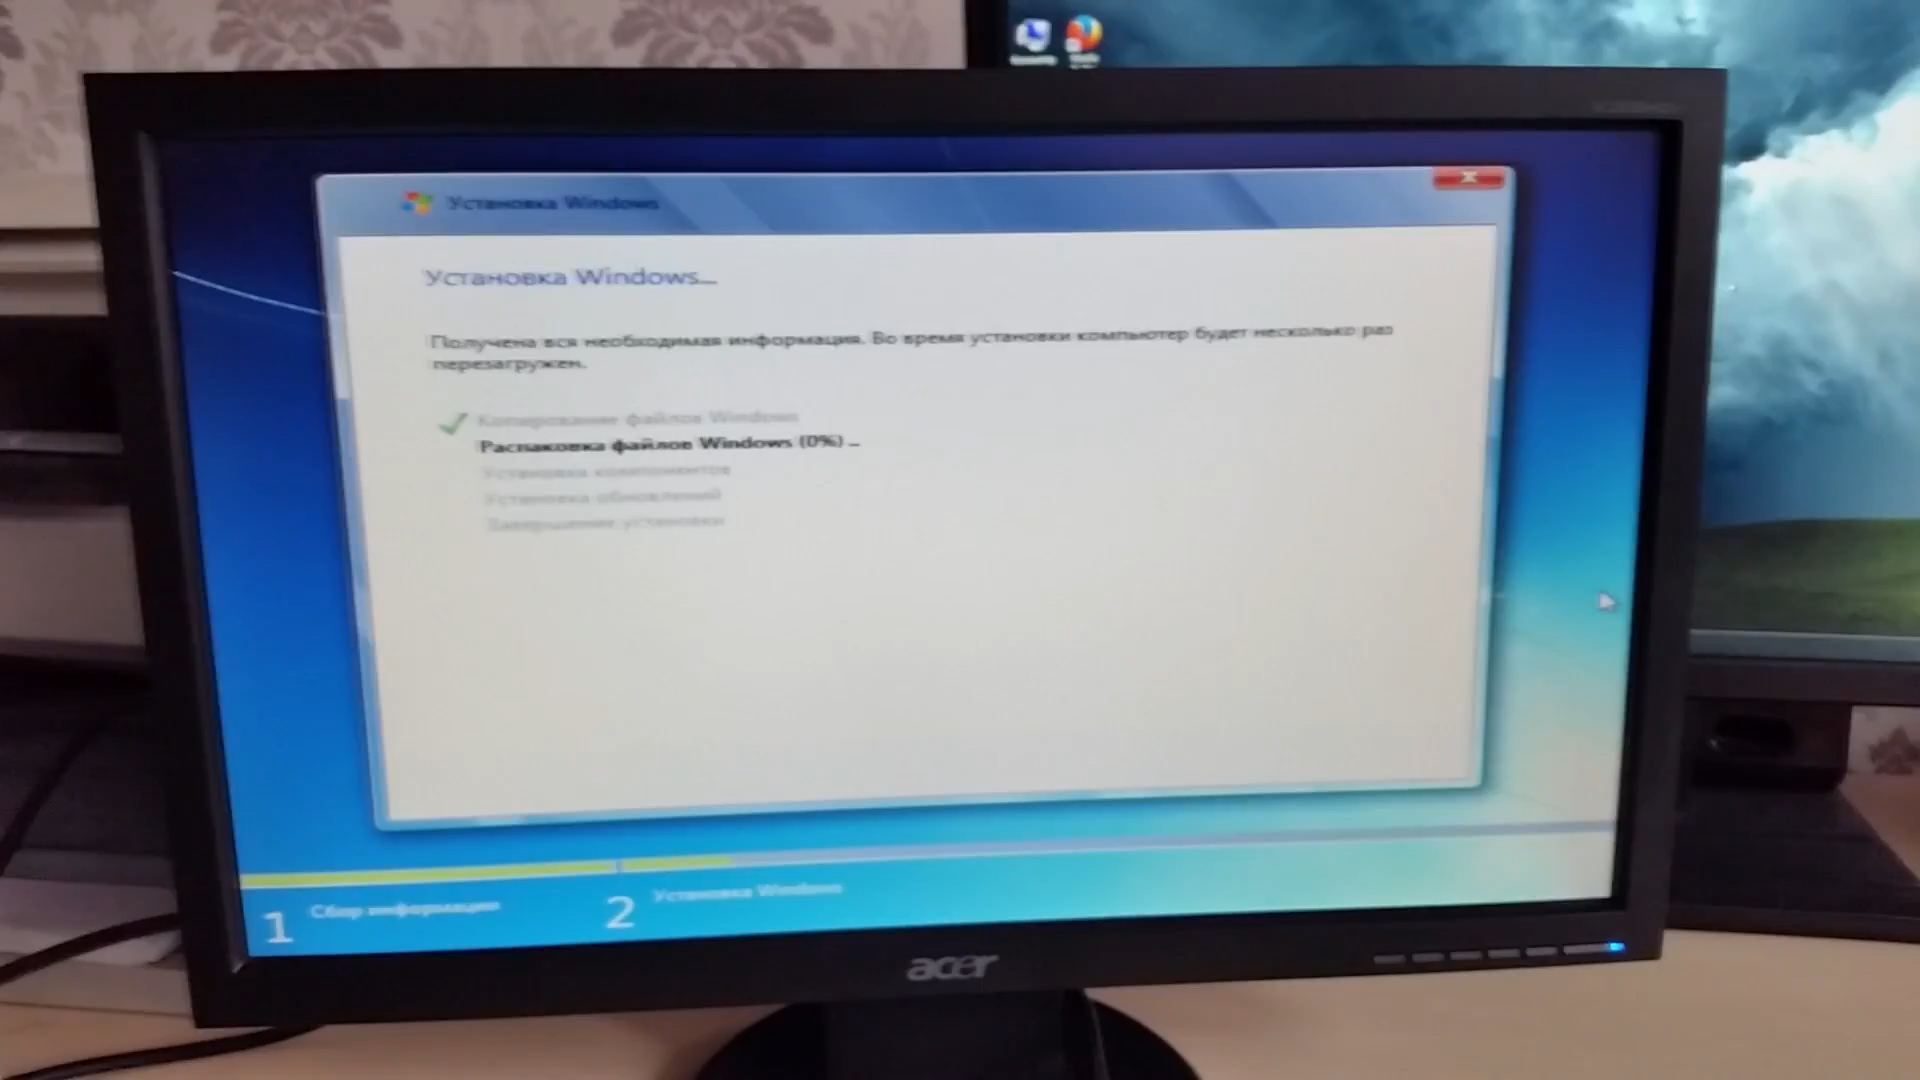 Установка Windows
Установка Windows...
Получена вся необходимая информация. Во время установки компьютер будет несколько раз
перезагружен.
Копирование файлов Windows
Распаковка файлов Windows (0%) ...
Установка компонентов
Установка обновлений
Завершение установки
1 Сбор информации
2 Установка Windows
acer